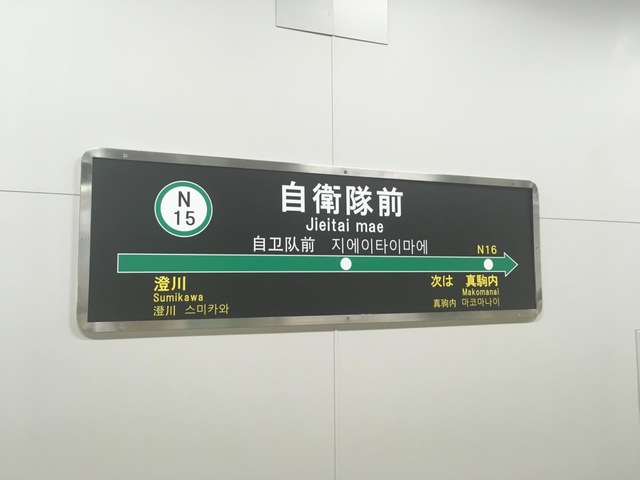 N
15
自衛隊前
Jieitai mae
自卫队前 지에이타이마에
N16
澄川
Sumikawa
澄川 스미카와
次は 真駒内
Makomanai
真驹内 마코마나이